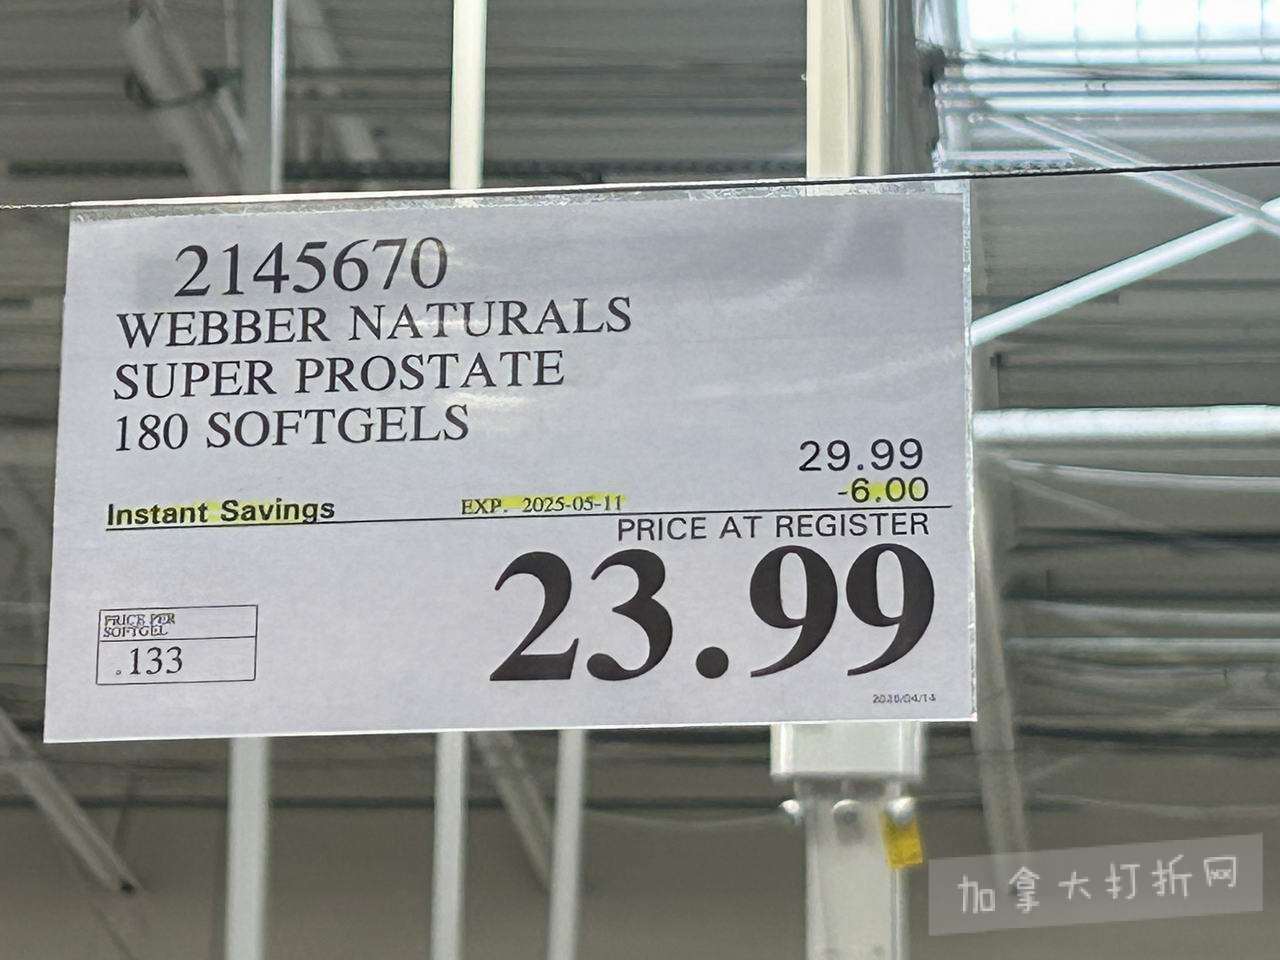 2145670
WEBBER NATURALS
SUPER PROSTATE
180 SOFTGELS
29.99
Instant Savings EXP. 2025-05-11 -6.00
PRICE AT REGISTER
23.99
PRICE PER
SOFTGEL
.133
加拿大打折网